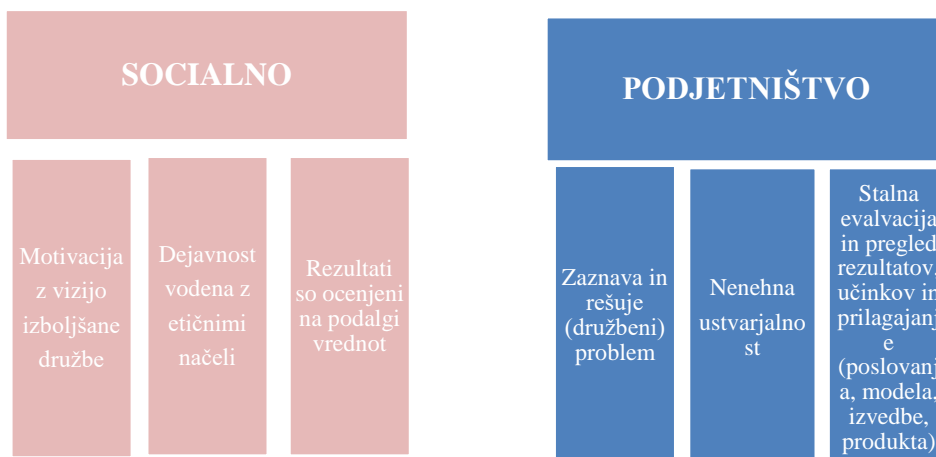 SOCIALNO
Motivacija
z vizijo
izboljšane
družbe
Dejavnost
vodena z
etičnimi
načeli
Rezultati
so ocenjeni
na podalgi
vrednot
PODJETNIŠTVO
Zaznava in
rešuje
(družbeni)
problem
Nenehna
ustvarjalno
st
Stalna
evalvacija
in pregled
rezultatov,
učinkov in
prilagajanj
e
(poslovanj
a, modela,
izvedbe,
produkta)